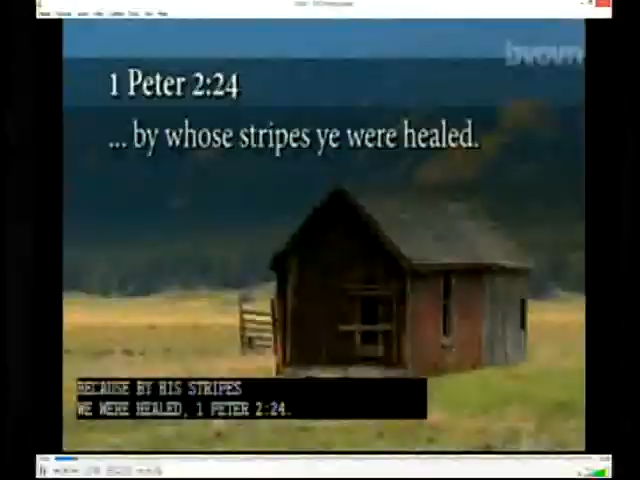 bvovn
1 Peter 2:24
... by whose stripes ye were healed.
BECAUSE BY HIS STRIPES
WE WERE HEALED, 1 PETER 2:24.